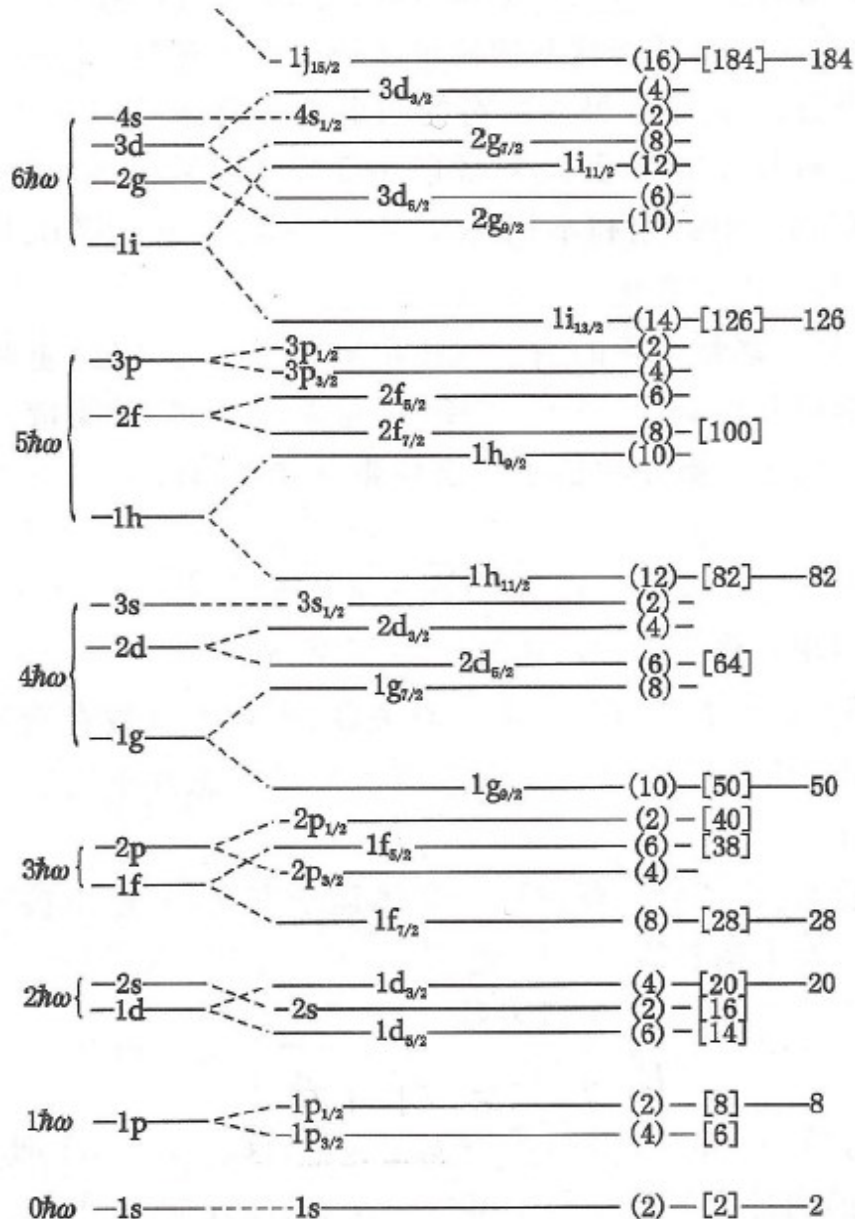 1j₁₅/₂ (16) [184] 184
3d₃/₂ (4)
4s 4s₁/₂ (2)
3d 2g₇/₂ (8)
1i₁₁/₂ (12)
6ħω 2g
3d₅/₂ (6)
2g₉/₂ (10)
1i
1i₁₃/₂ (14) [126] 126
3p₁/₂ (2)
3p
3p₃/₂ (4)
2f₅/₂ (6)
2f
2f₇/₂ (8) [100]
5ħω
1h₉/₂ (10)
1h
1h₁₁/₂ (12) [82] 82
3s 3s₁/₂ (2)
2d₃/₂ (4)
2d
2d₅/₂ (6) [64]
4ħω 1g₇/₂ (8)
1g
1g₉/₂ (10) [50] 50
2p₁/₂ (2) [40]
2p 1f₅/₂ (6) [38]
3ħω 2p₃/₂ (4)
1f
1f₇/₂ (8) [28] 28
2s 1d₃/₂ (4) [20] 20
2ħω
1d 2s (2) [16]
1d₅/₂ (6) [14]
1p₁/₂ (2) [8] 8
1ħω 1p
1p₃/₂ (4) [6]
0ħω 1s 1s (2) [2] 2